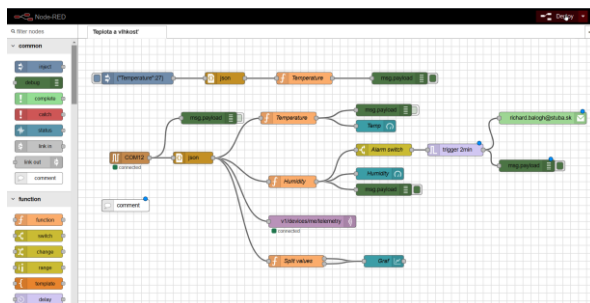 Node-RED
Deploy
filter nodes
Teplota a vlhkosť
common
inject
debug
complete
catch
status
link in
link out
comment
function
function
switch
change
range
template
delay
{"Temperature":27}
json
Temperature
msg.payload
msg.payload
Temperature
msg.payload
Temp
COM12
connected
json
Alarm switch
trigger 2min
richard.balogh@stuba.sk
msg.payload
Humidity
Humidity
msg.payload
comment
v1/devices/me/telemetry
connected
Split values
Graf